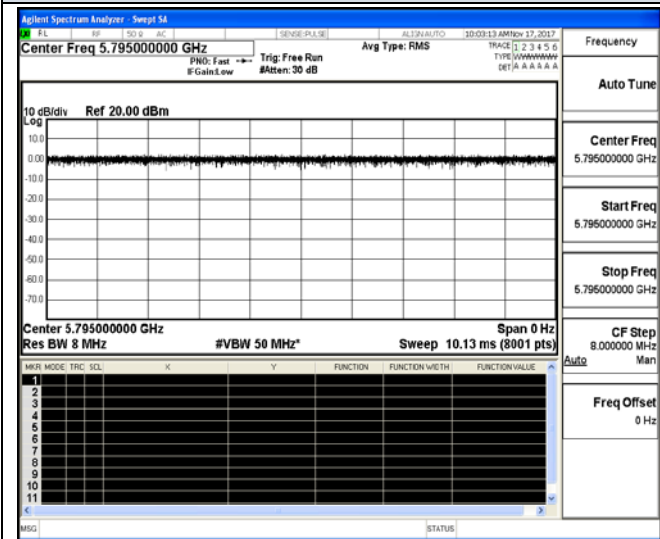 Agilent Spectrum Analyzer - Swept SA
RL RF 50 Ω AC SENSE:PULSE ALIGN AUTO 10:03:13 AM Nov 17, 2017
Center Freq 5.795000000 GHz
Avg Type: RMS
TRACE 1 2 3 4 5 6
PNO: Fast
Trig: Free Run
TYPE
IFGain:Low
#Atten: 30 dB
DET A A A A A A
10 dB/div Ref 20.00 dBm
Log
10.0
0.00
-10.0
-20.0
-30.0
-40.0
-50.0
-60.0
-70.0
Center 5.795000000 GHz Span 0 Hz
Res BW 8 MHz #VBW 50 MHz* Sweep 10.13 ms (8001 pts)
MKR MODE TRC SCL X Y FUNCTION FUNCTION WIDTH FUNCTION VALUE
1
2
3
4
5
6
7
8
9
10
11
MSG STATUS
Frequency
Auto Tune
Center Freq
5.795000000 GHz
Start Freq
5.795000000 GHz
Stop Freq
5.795000000 GHz
CF Step
8.000000 MHz
Auto Man
Freq Offset
0 Hz